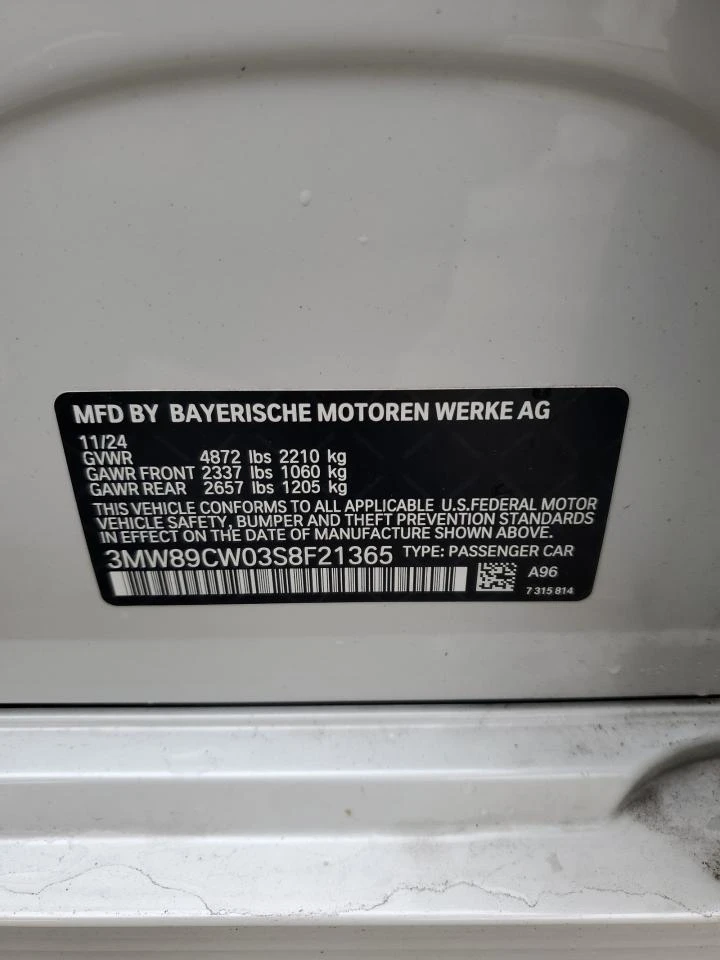 MFD BY BAYERISCHE MOTOREN WERKE AG
11/24
GVWR 4872 lbs 2210 kg
GAWR FRONT 2337 lbs 1060 kg
GAWR REAR 2657 lbs 1205 kg
THIS VEHICLE CONFORMS TO ALL APPLICABLE U.S.FEDERAL MOTOR
VEHICLE SAFETY, BUMPER AND THEFT PREVENTION STANDARDS
IN EFFECT ON THE DATE OF MANUFACTURE SHOWN ABOVE.
3MW89CW03S8F21365 TYPE: PASSENGER CAR
A96
7 315 814